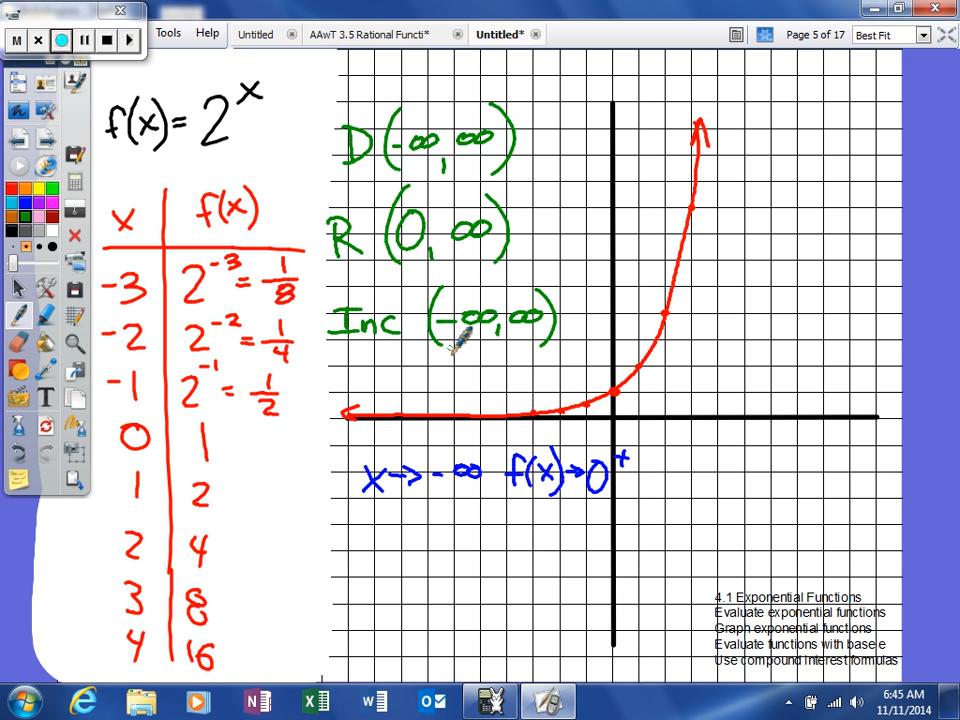 Tools Help Untitled AAwT 3.5 Rational Functi* Untitled* Page 5 of 17 Best Fit
M
f(x) = 2^x
D (-∞, ∞)
R (0, ∞)
Inc (-∞, ∞)
x f(x)
-3 2^-3 = 1/8
-2 2^-2 = 1/4
-1 2^-1 = 1/2
0 1
1 2
2 4
3 8
4 16
x → -∞ f(x) → 0^+
4.1 Exponential Functions
Evaluate exponential functions
Graph exponential functions
Evaluate functions with base e
Use compound interest formulas
6:45 AM
11/11/2014